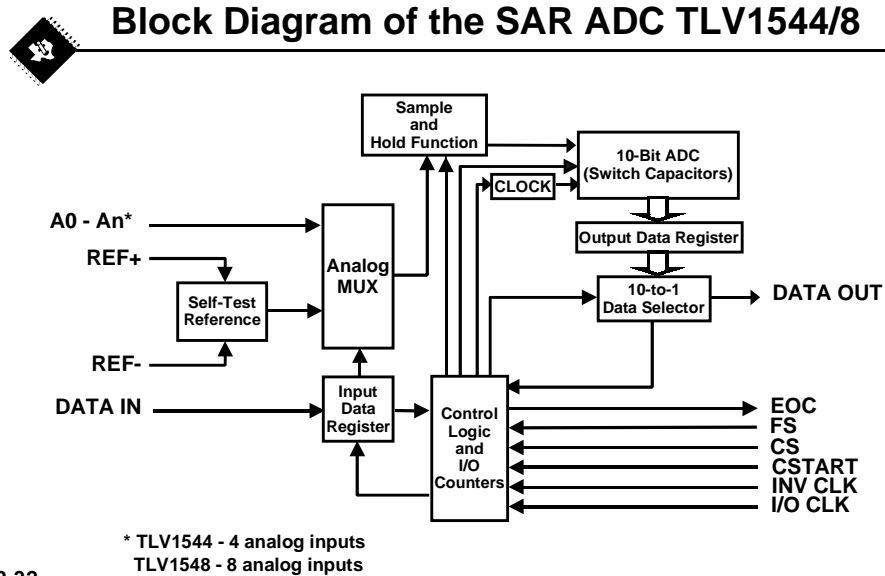 Block Diagram of the SAR ADC TLV1544/8
Sample
and
Hold Function
10-Bit ADC
(Switch Capacitors)
CLOCK
A0 - An*
Output Data Register
REF+
Analog
MUX
Self-Test
Reference
10-to-1
Data Selector
DATA OUT
REF-
DATA IN
Input
Data
Register
Control
Logic
and
I/O
Counters
EOC
FS
CS
CSTART
INV CLK
I/O CLK
* TLV1544 - 4 analog inputs
TLV1548 - 8 analog inputs